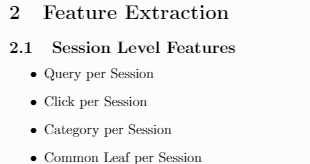 2 Feature Extraction
2.1 Session Level Features
• Query per Session
• Click per Session
• Category per Session
• Common Leaf per Session